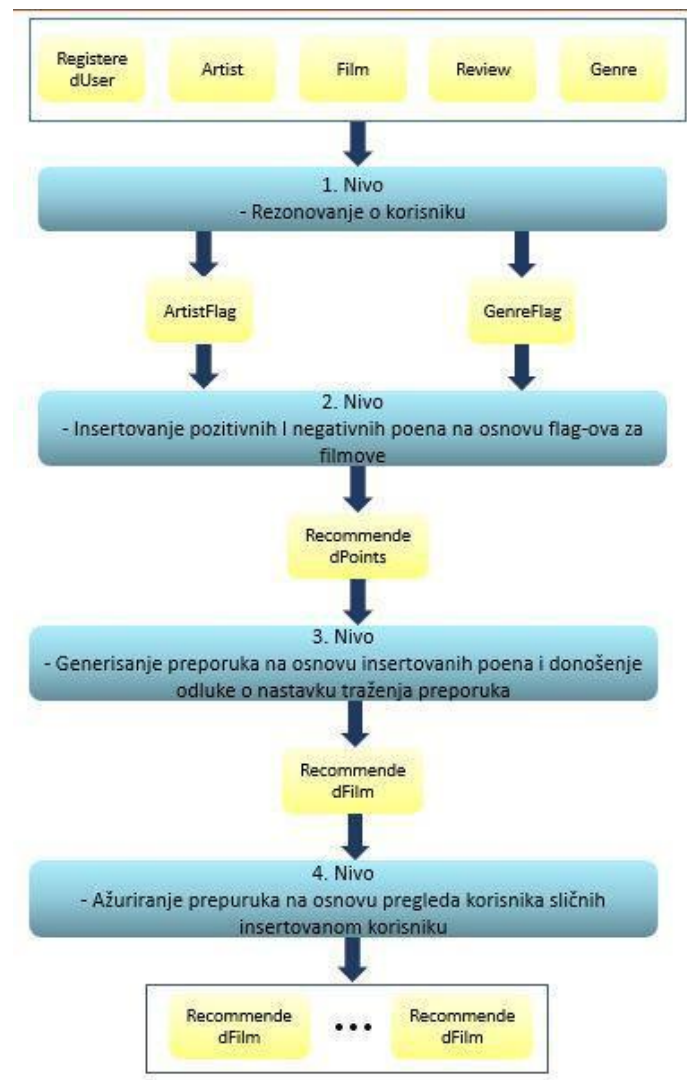 Registere
dUser
Artist
Film
Review
Genre
1. Nivo
- Rezonovanje o korisniku
ArtistFlag
GenreFlag
2. Nivo
- Insertovanje pozitivnih I negativnih poena na osnovu flag-ova za
filmove
Recommende
dPoints
3. Nivo
- Generisanje preporuka na osnovu insertovanih poena i donošenje
odluke o nastavku traženja preporuka
Recommende
dFilm
4. Nivo
- Ažuriranje prepuruka na osnovu pregleda korisnika sličnih
insertovanom korisniku
Recommende
dFilm
•••
Recommende
dFilm